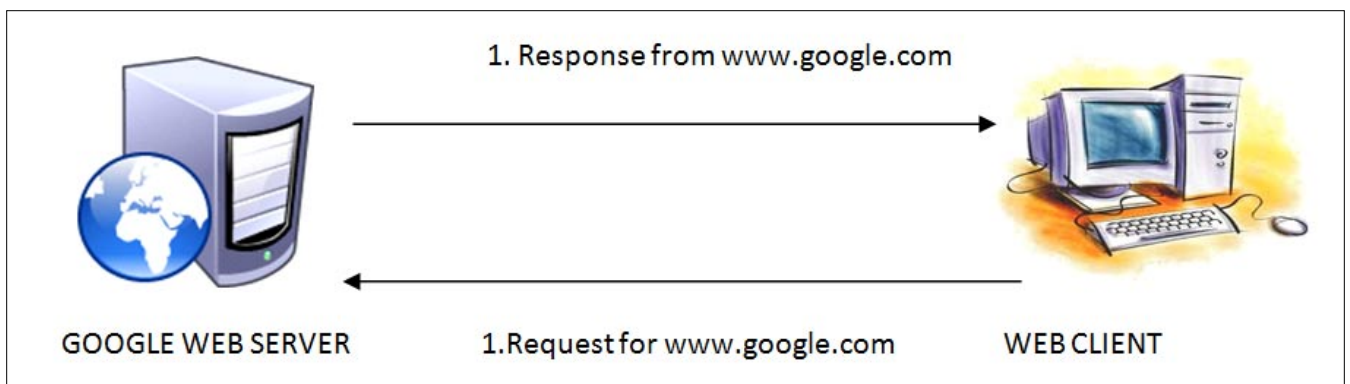 1. Response from www.google.com
GOOGLE WEB SERVER
1.Request for www.google.com
WEB CLIENT